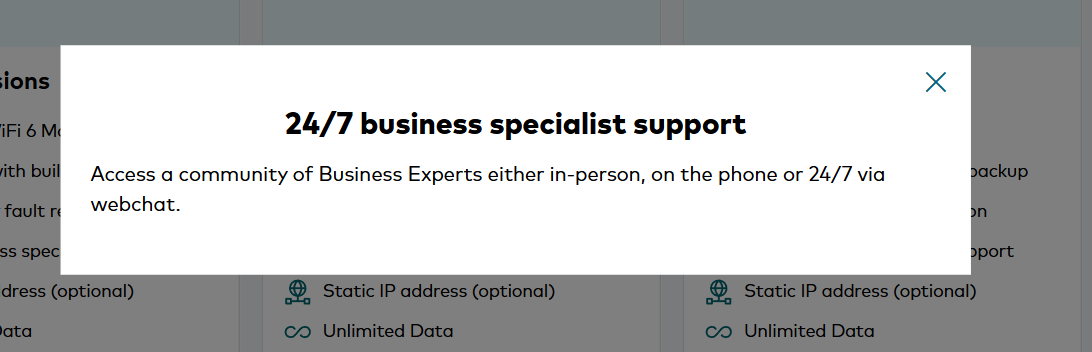 24/7 business specialist support
Access a community of Business Experts either in-person, on the phone or 24/7 via
webchat.
sions
iFi 6 Mo
with buil
fault re
ss spec
dress (optional)
Data
Static IP address (optional)
Unlimited Data
backup
on
pport
Static IP address (optional)
Unlimited Data